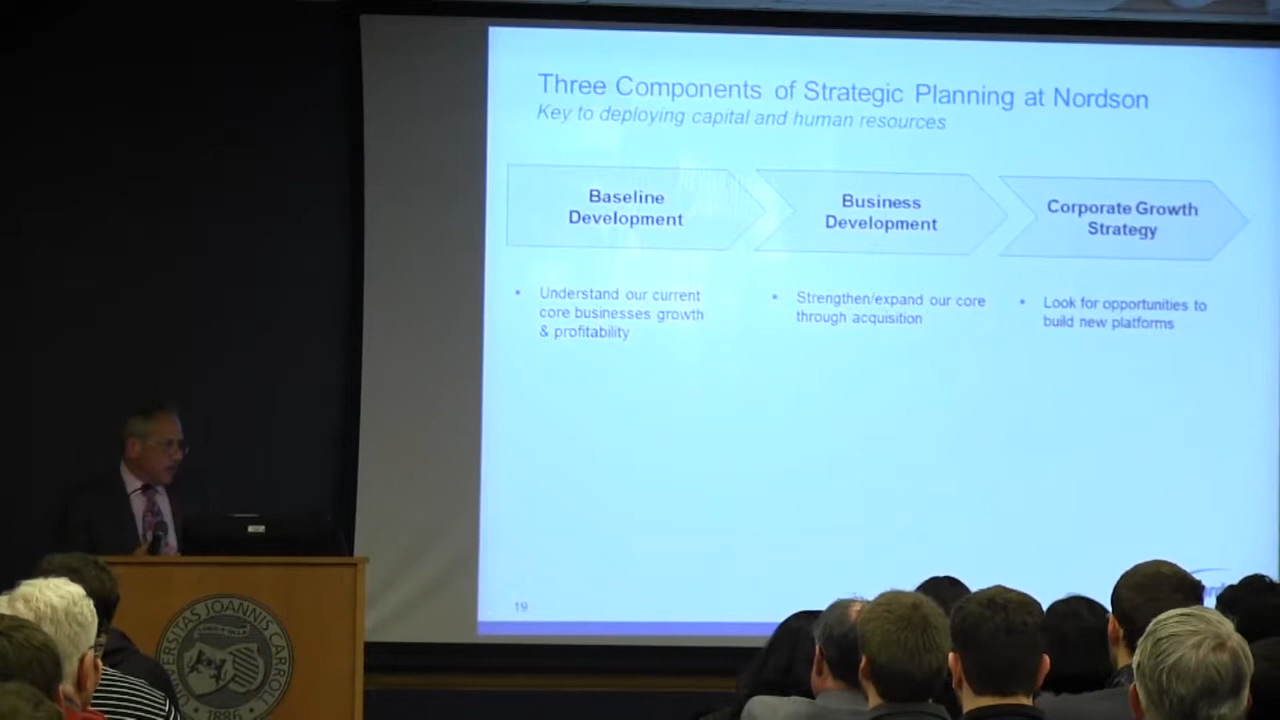 Three Components of Strategic Planning at Nordson
Key to deploying capital and human resources
Baseline
Development
Business
Development
Corporate Growth
Strategy
▪ Understand our current
core businesses growth
& profitability
▪ Strengthen/expand our core
through acquisition
▪ Look for opportunities to
build new platforms
19
UNIVERSITAS JOANNIS CARROLL
· 1886 ·